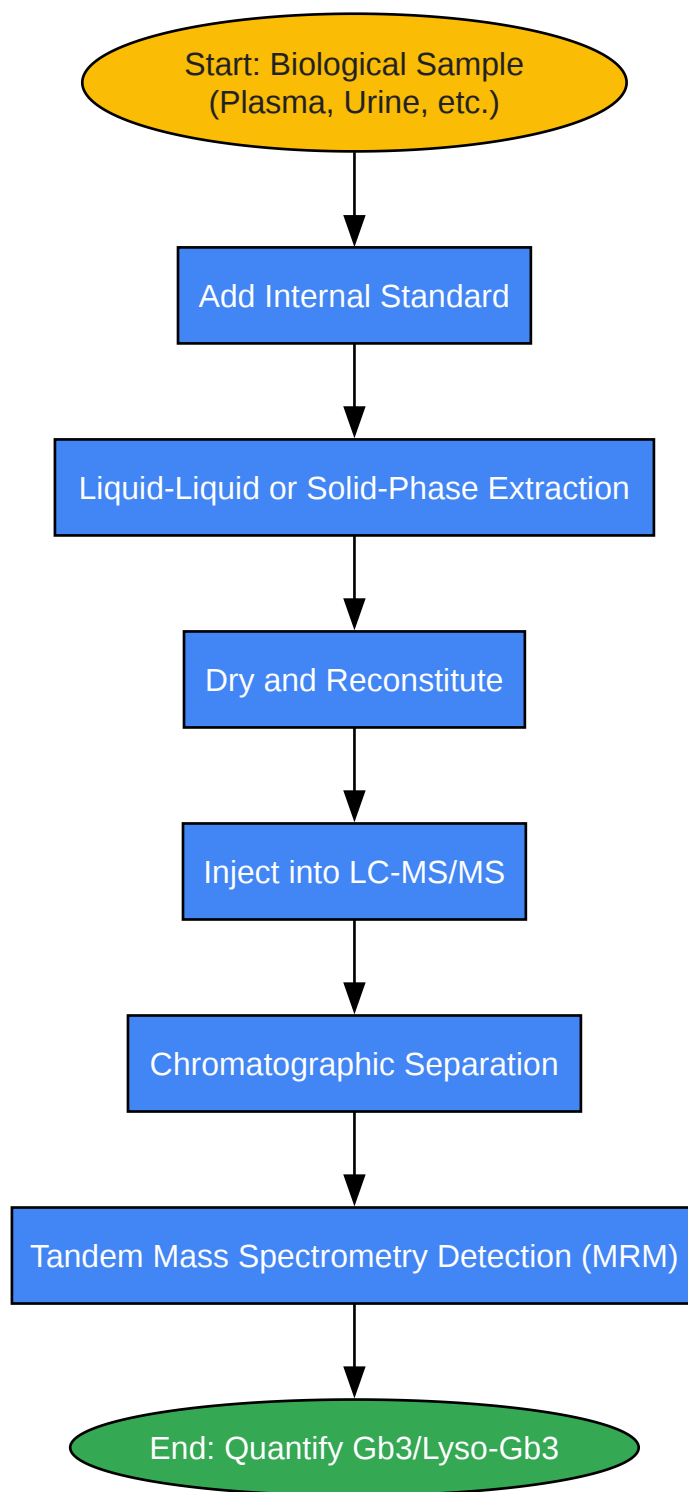 Start: Biological Sample
(Plasma, Urine, etc.)
Add Internal Standard
Liquid-Liquid or Solid-Phase Extraction
Dry and Reconstitute
Inject into LC-MS/MS
Chromatographic Separation
Tandem Mass Spectrometry Detection (MRM)
End: Quantify Gb3/Lyso-Gb3